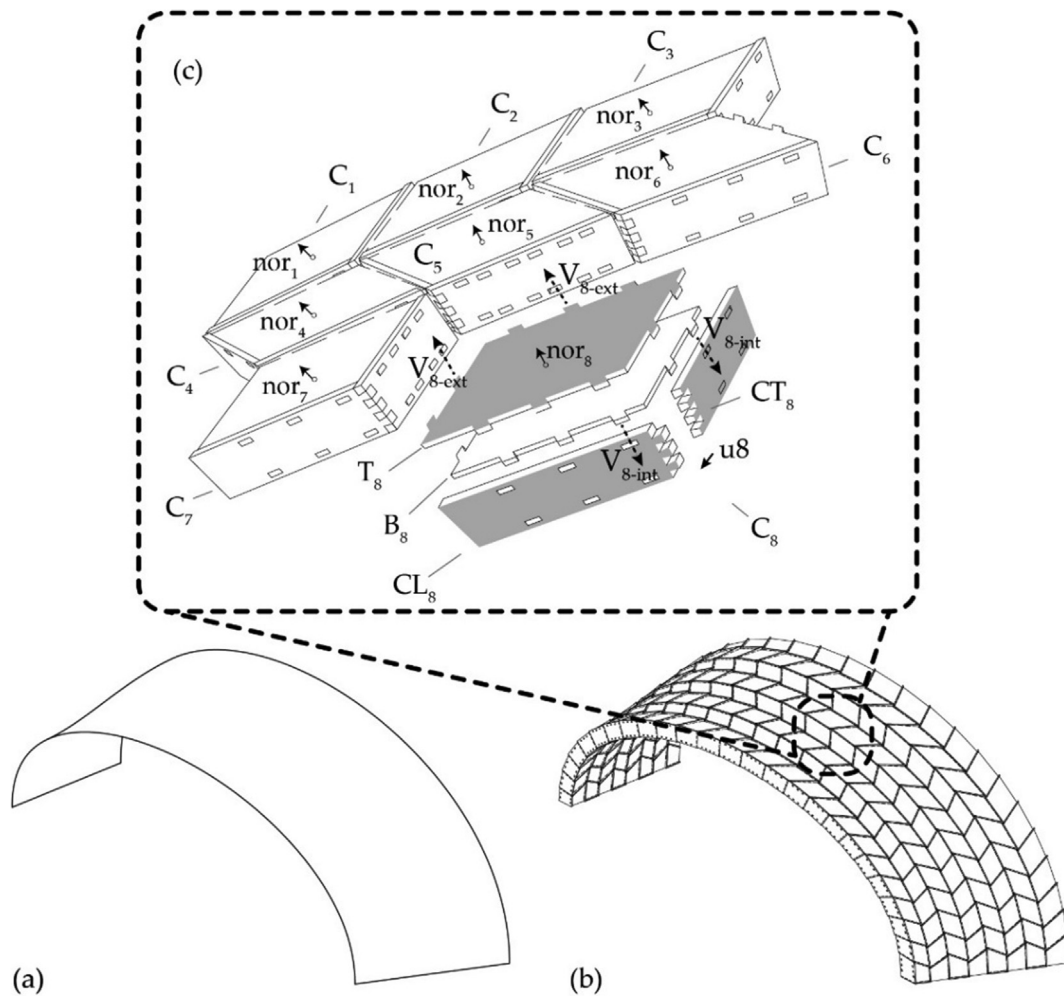 (c)
C₃
C₂
nor₃
C₁
nor₂
nor₆
C₆
nor₅
nor₁
C₅
V₈₋ₑₓₜ
nor₄
V₈₋ᵢₙₜ
C₄
nor₇
V₈₋ₑₓₜ
nor₈
CT₈
T₈
u8
V₈₋ᵢₙₜ
C₇
B₈
C₈
CL₈
(a)
(b)